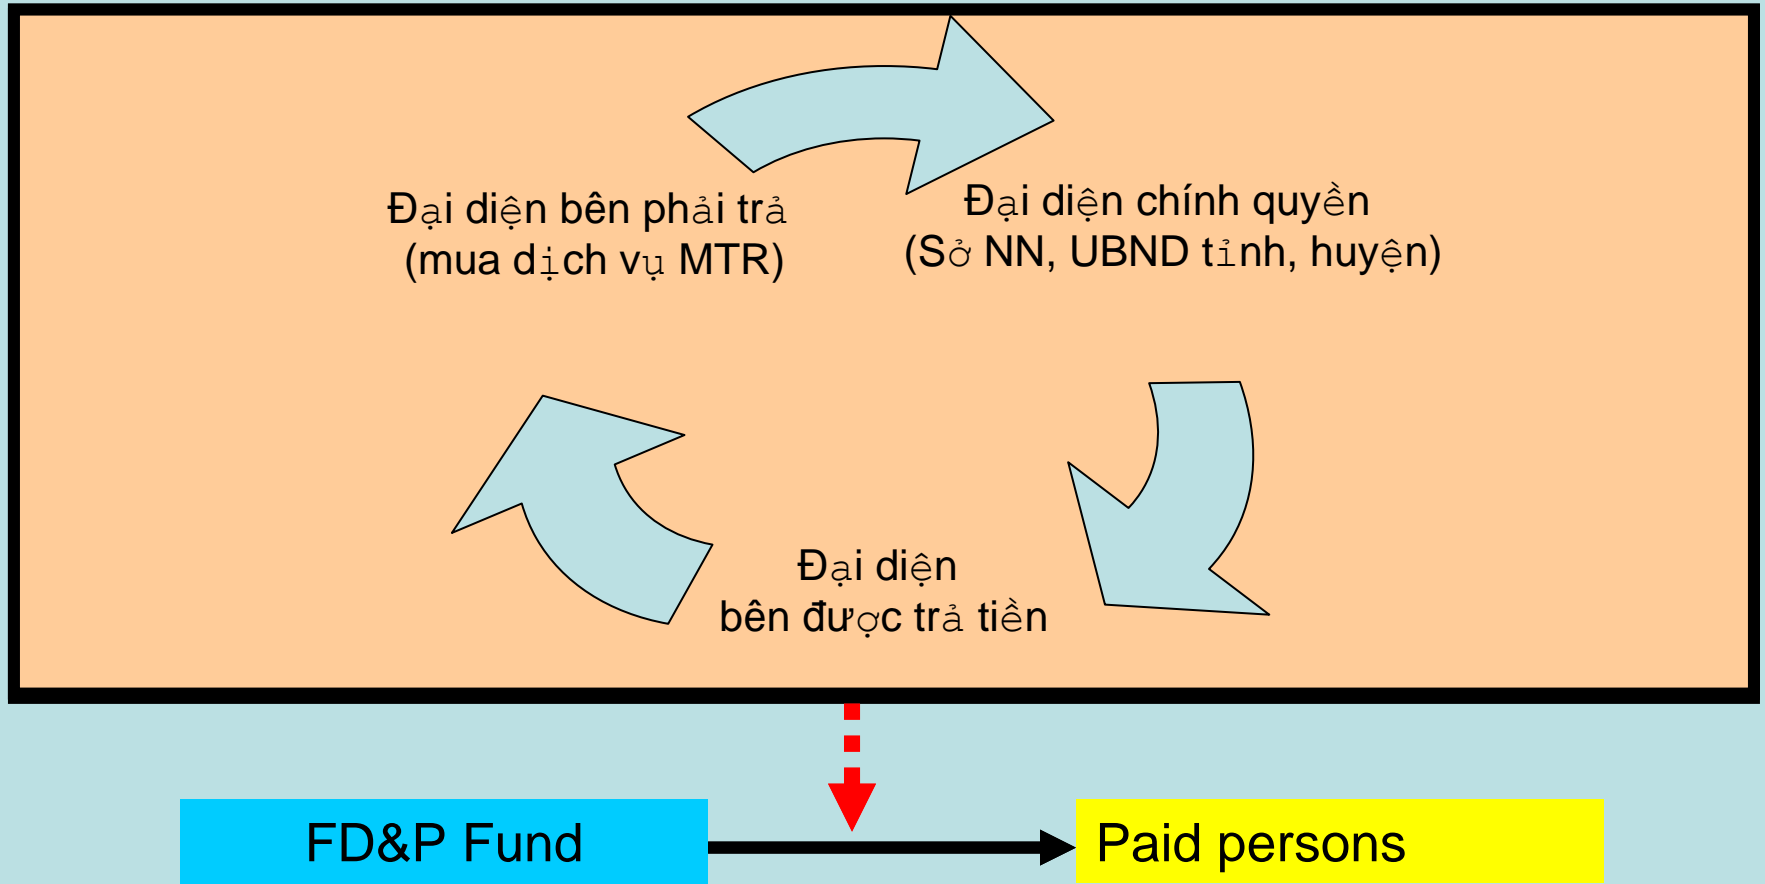 Đại diện bên phải trả
(mua dịch vụ MTR)
Đại diện chính quyền
(Sở NN, UBND tỉnh, huyện)
Đại diện
bên được trả tiền
FD&P Fund
Paid persons